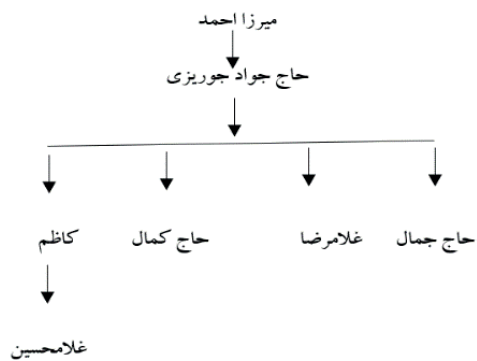 میرزا احمد
حاج جواد جوریزی
حاج جمال غلامرضا حاج کمال کاظم
غلامحسین